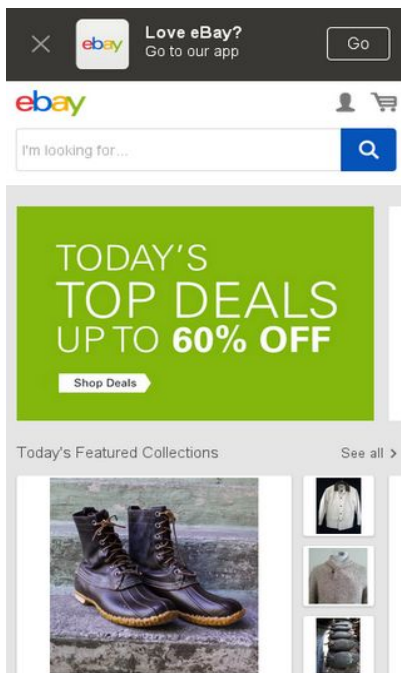 ebay
Love eBay?
Go to our app
Go
ebay
I'm looking for...
TODAY'S
TOP DEALS
UP TO 60% OFF
Shop Deals
Today's Featured Collections
See all >